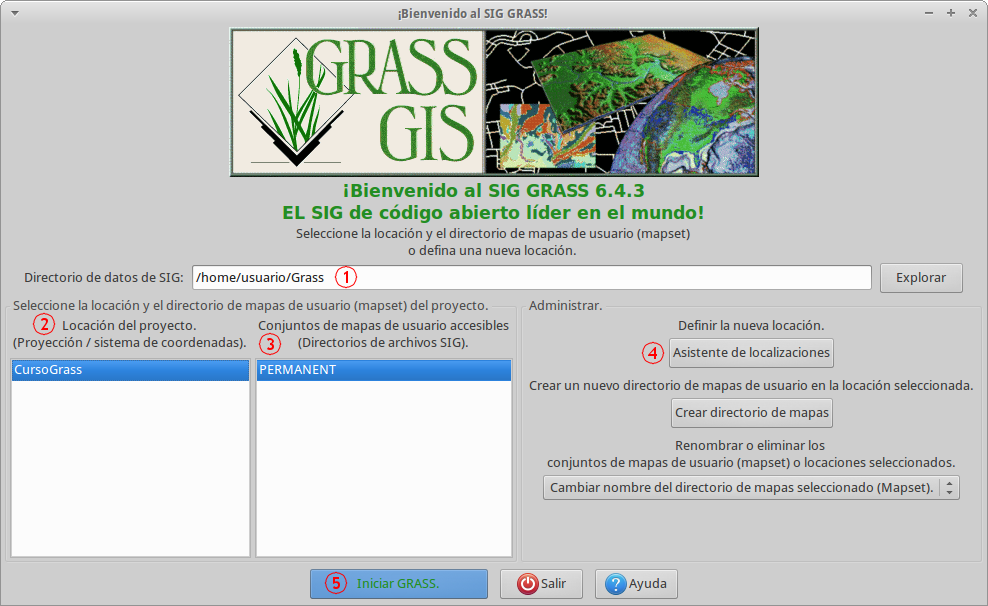 ¡Bienvenido al SIG GRASS!
GRASS
GIS
¡Bienvenido al SIG GRASS 6.4.3
EL SIG de código abierto líder en el mundo!
Seleccione la locación y el directorio de mapas de usuario (mapset)
o defina una nueva locación.
Directorio de datos de SIG: /home/usuario/Grass 1 Explorar
Seleccione la locación y el directorio de mapas de usuario (mapset) del proyecto.
2 Locación del proyecto.
(Proyección / sistema de coordenadas).
Conjuntos de mapas de usuario accesibles
3 (Directorios de archivos SIG).
CursoGrass
PERMANENT
Administrar.
Definir la nueva locación.
4 Asistente de localizaciones
Crear un nuevo directorio de mapas de usuario en la locación seleccionada.
Crear directorio de mapas
Renombrar o eliminar los
conjuntos de mapas de usuario (mapset) o locaciones seleccionados.
Cambiar nombre del directorio de mapas seleccionado (Mapset).
5 Iniciar GRASS. Salir ? Ayuda